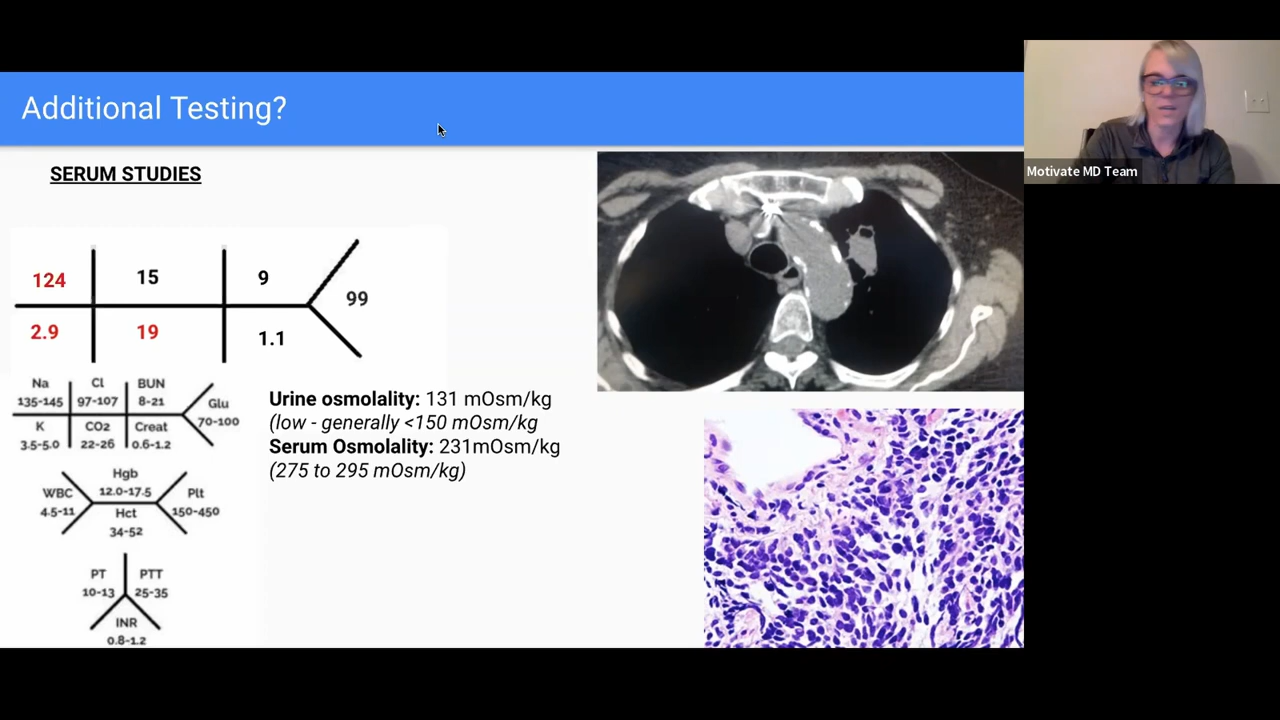 Additional Testing?
Motivate MD Team
SERUM STUDIES
124 15 9
99
2.9 19 1.1
Na Cl BUN
135-145 97-107 8-21
Glu
70-100
K CO2 Creat
3.5-5.0 22-26 0.6-1.2
Urine osmolality: 131 mOsm/kg
(low - generally <150 mOsm/kg
Serum Osmolality: 231mOsm/kg
(275 to 295 mOsm/kg)
Hgb
WBC 12.0-17.5 Plt
4.5-11 Hct 150-450
34-52
PT PTT
10-13 25-35
INR
0.8-1.2